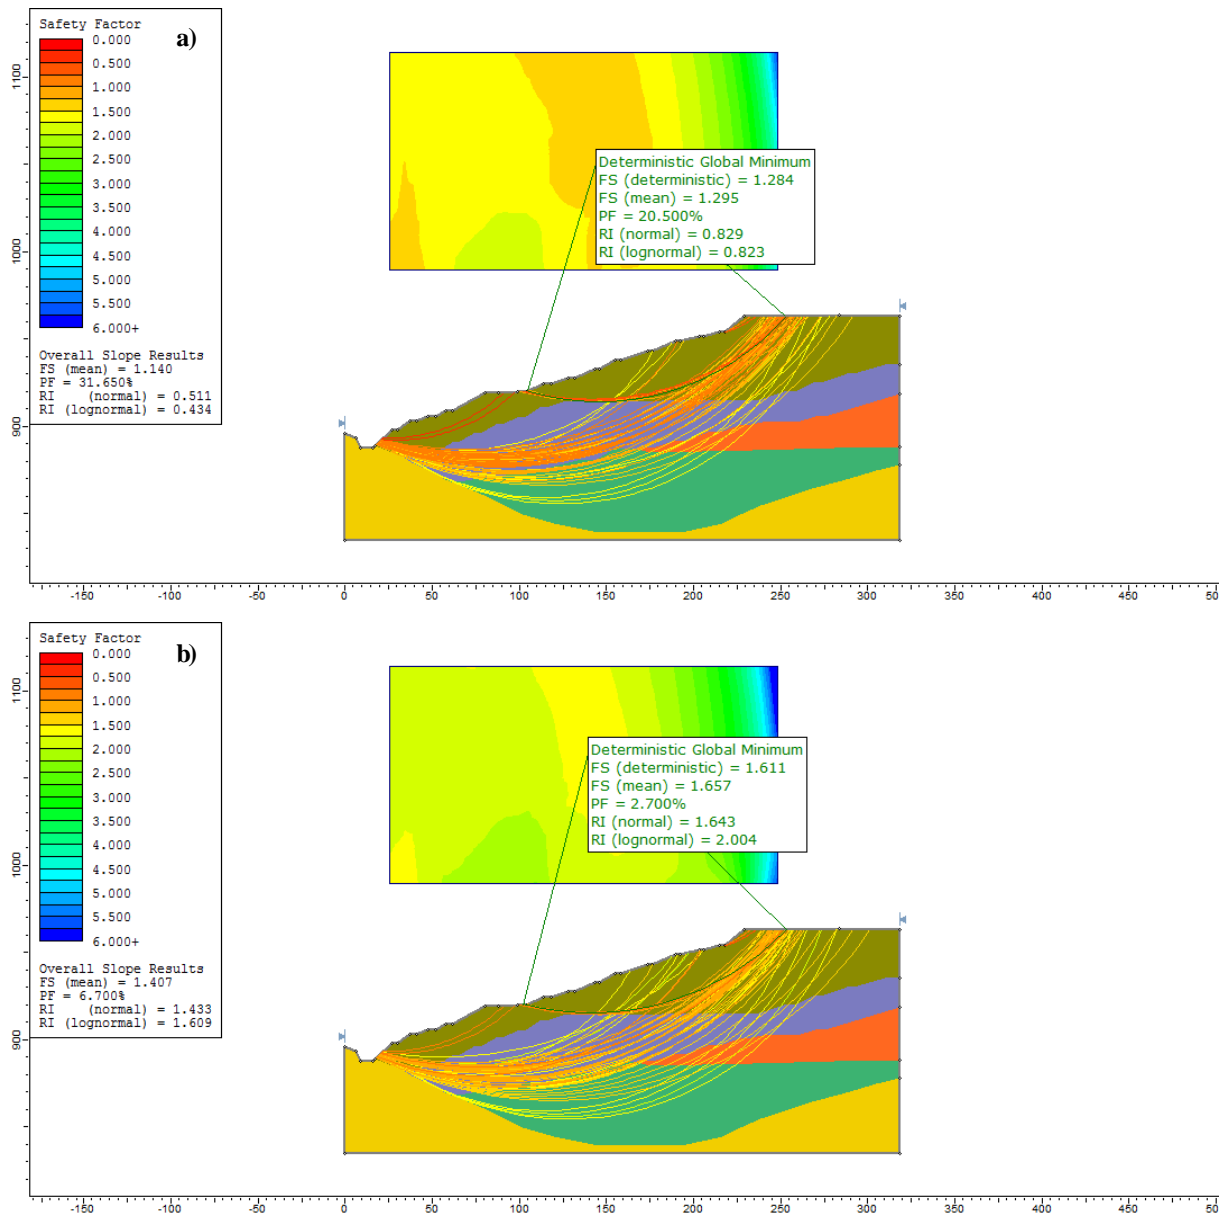 Safety Factor
a)
0.000
0.500
1.000
1.500
2.000
2.500
3.000
3.500
4.000
4.500
5.000
5.500
6.000+
Overall Slope Results
FS (mean) = 1.140
PF = 31.650%
RI (normal) = 0.511
RI (lognormal) = 0.434
1100
1000
900
Deterministic Global Minimum
FS (deterministic) = 1.284
FS (mean) = 1.295
PF = 20.500%
RI (normal) = 0.829
RI (lognormal) = 0.823
-150 -100 -50 0 50 100 150 200 250 300 350 400 450 50
Safety Factor
b)
0.000
0.500
1.000
1.500
2.000
2.500
3.000
3.500
4.000
4.500
5.000
5.500
6.000+
Overall Slope Results
FS (mean) = 1.407
PF = 6.700%
RI (normal) = 1.433
RI (lognormal) = 1.609
1100
1000
900
Deterministic Global Minimum
FS (deterministic) = 1.611
FS (mean) = 1.657
PF = 2.700%
RI (normal) = 1.643
RI (lognormal) = 2.004
-150 -100 -50 0 50 100 150 200 250 300 350 400 450 50